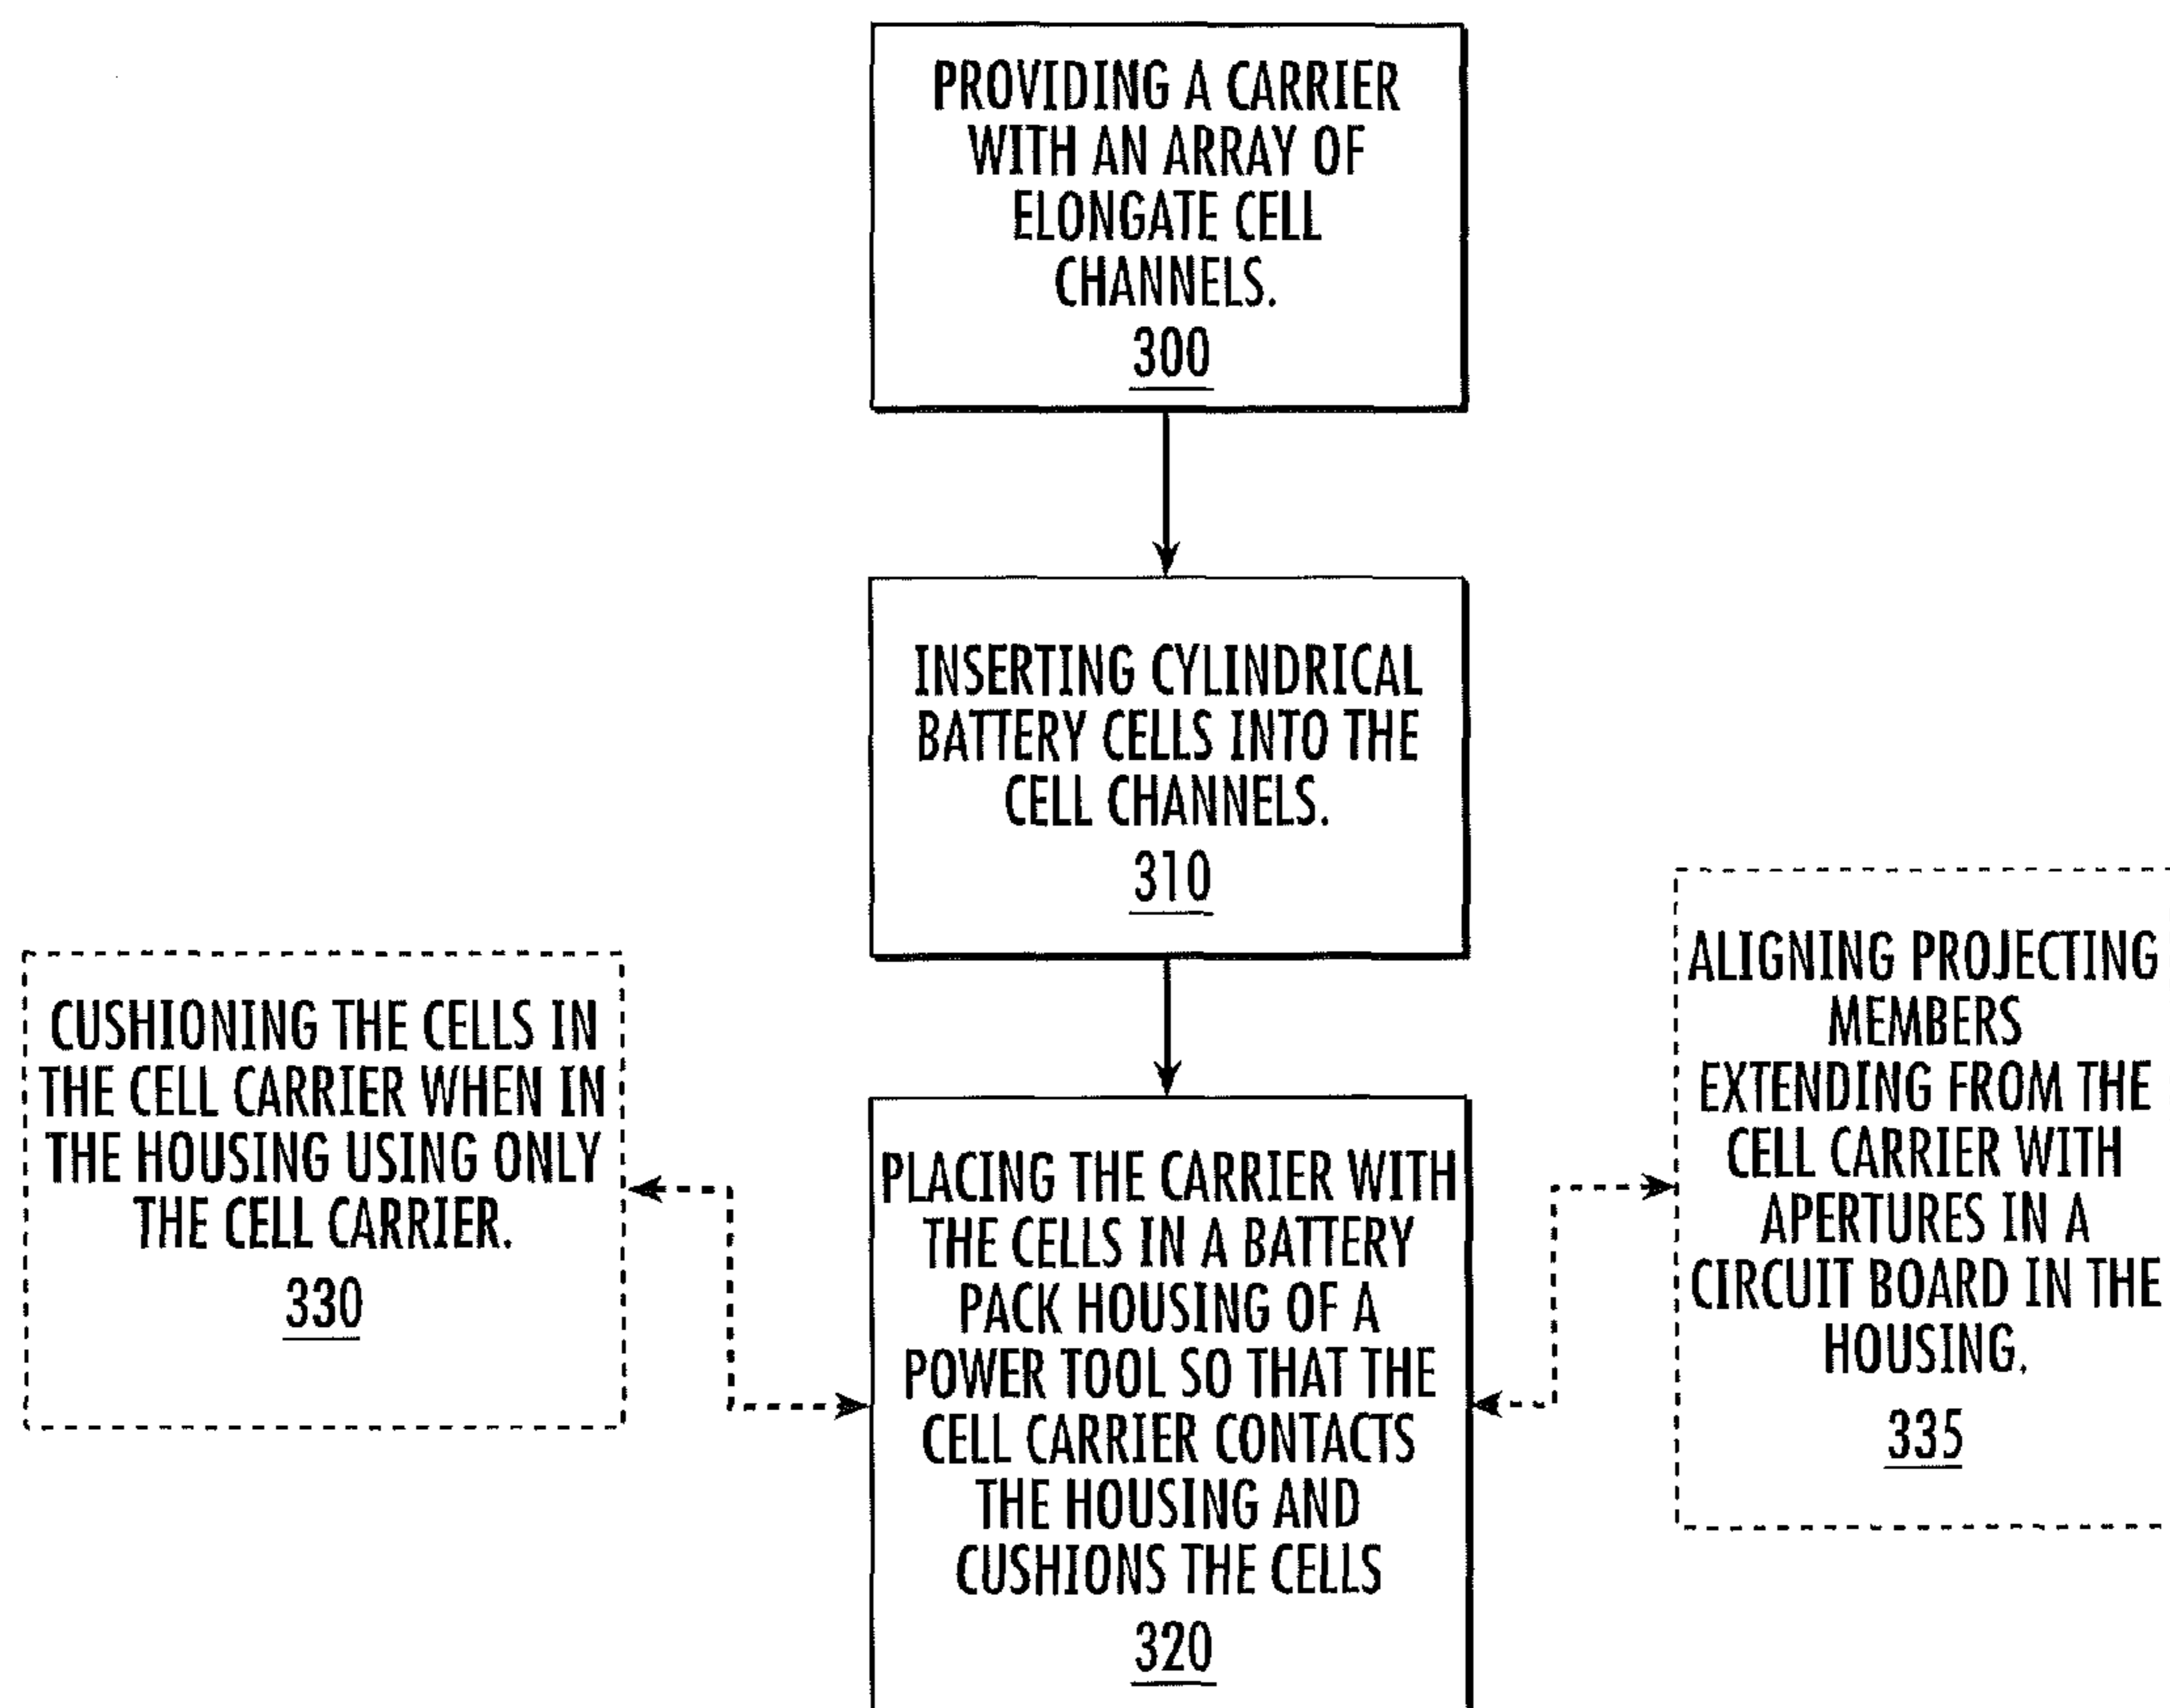 PROVIDING A CARRIER
WITH AN ARRAY OF
ELONGATE CELL
CHANNELS.
300
INSERTING CYLINDRICAL
BATTERY CELLS INTO THE
CELL CHANNELS.
310
CUSHIONING THE CELLS IN
THE CELL CARRIER WHEN IN
THE HOUSING USING ONLY
THE CELL CARRIER.
330
PLACING THE CARRIER WITH
THE CELLS IN A BATTERY
PACK HOUSING OF A
POWER TOOL SO THAT THE
CELL CARRIER CONTACTS
THE HOUSING AND
CUSHIONS THE CELLS
320
ALIGNING PROJECTING
MEMBERS
EXTENDING FROM THE
CELL CARRIER WITH
APERTURES IN A
CIRCUIT BOARD IN THE
HOUSING.
335